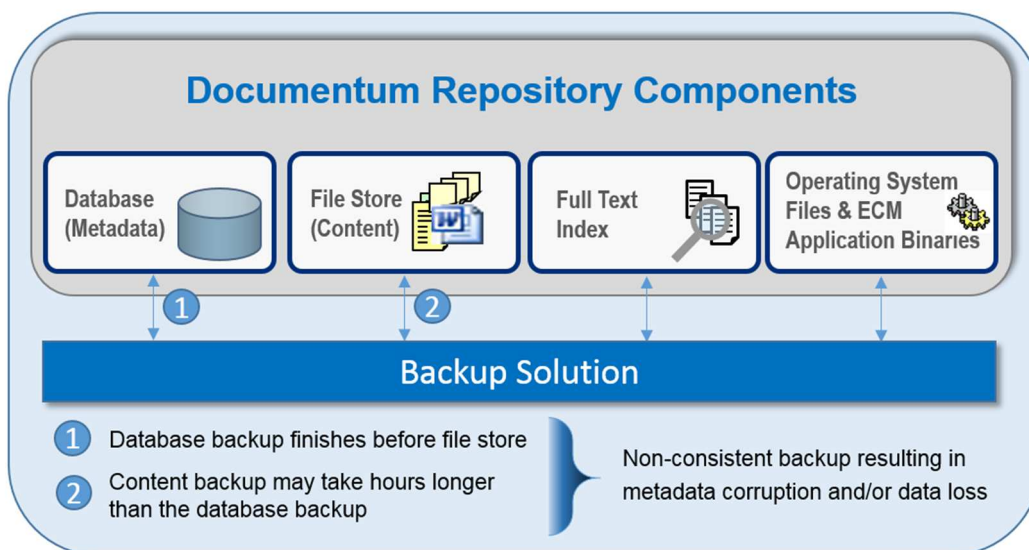 Documentum Repository Components
Database
(Metadata)
File Store
(Content)
Full Text
Index
Operating System
Files & ECM
Application Binaries
1
2
Backup Solution
1 Database backup finishes before file store
2 Content backup may take hours longer
than the database backup
Non-consistent backup resulting in
metadata corruption and/or data loss